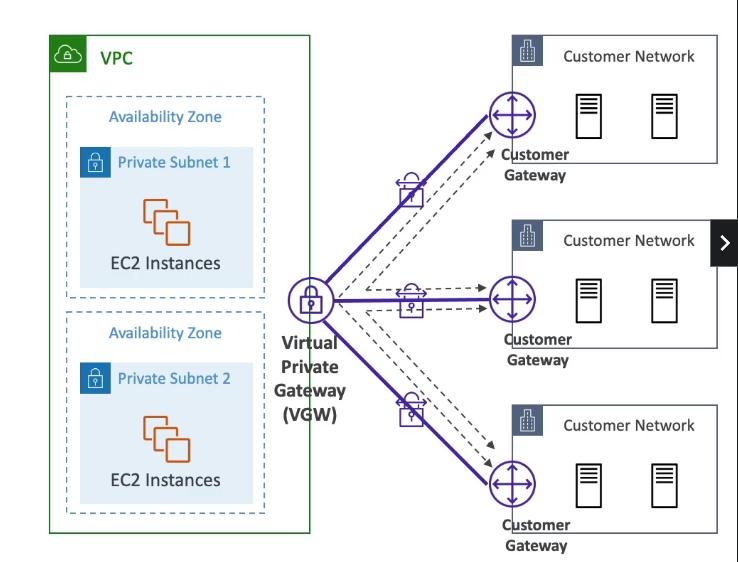 VPC
Availability Zone
Private Subnet 1
EC2 Instances
Availability Zone
Private Subnet 2
EC2 Instances
Virtual
Private
Gateway
(VGW)
Customer Network
Customer
Gateway
Customer Network
Customer
Gateway
Customer Network
Customer
Gateway